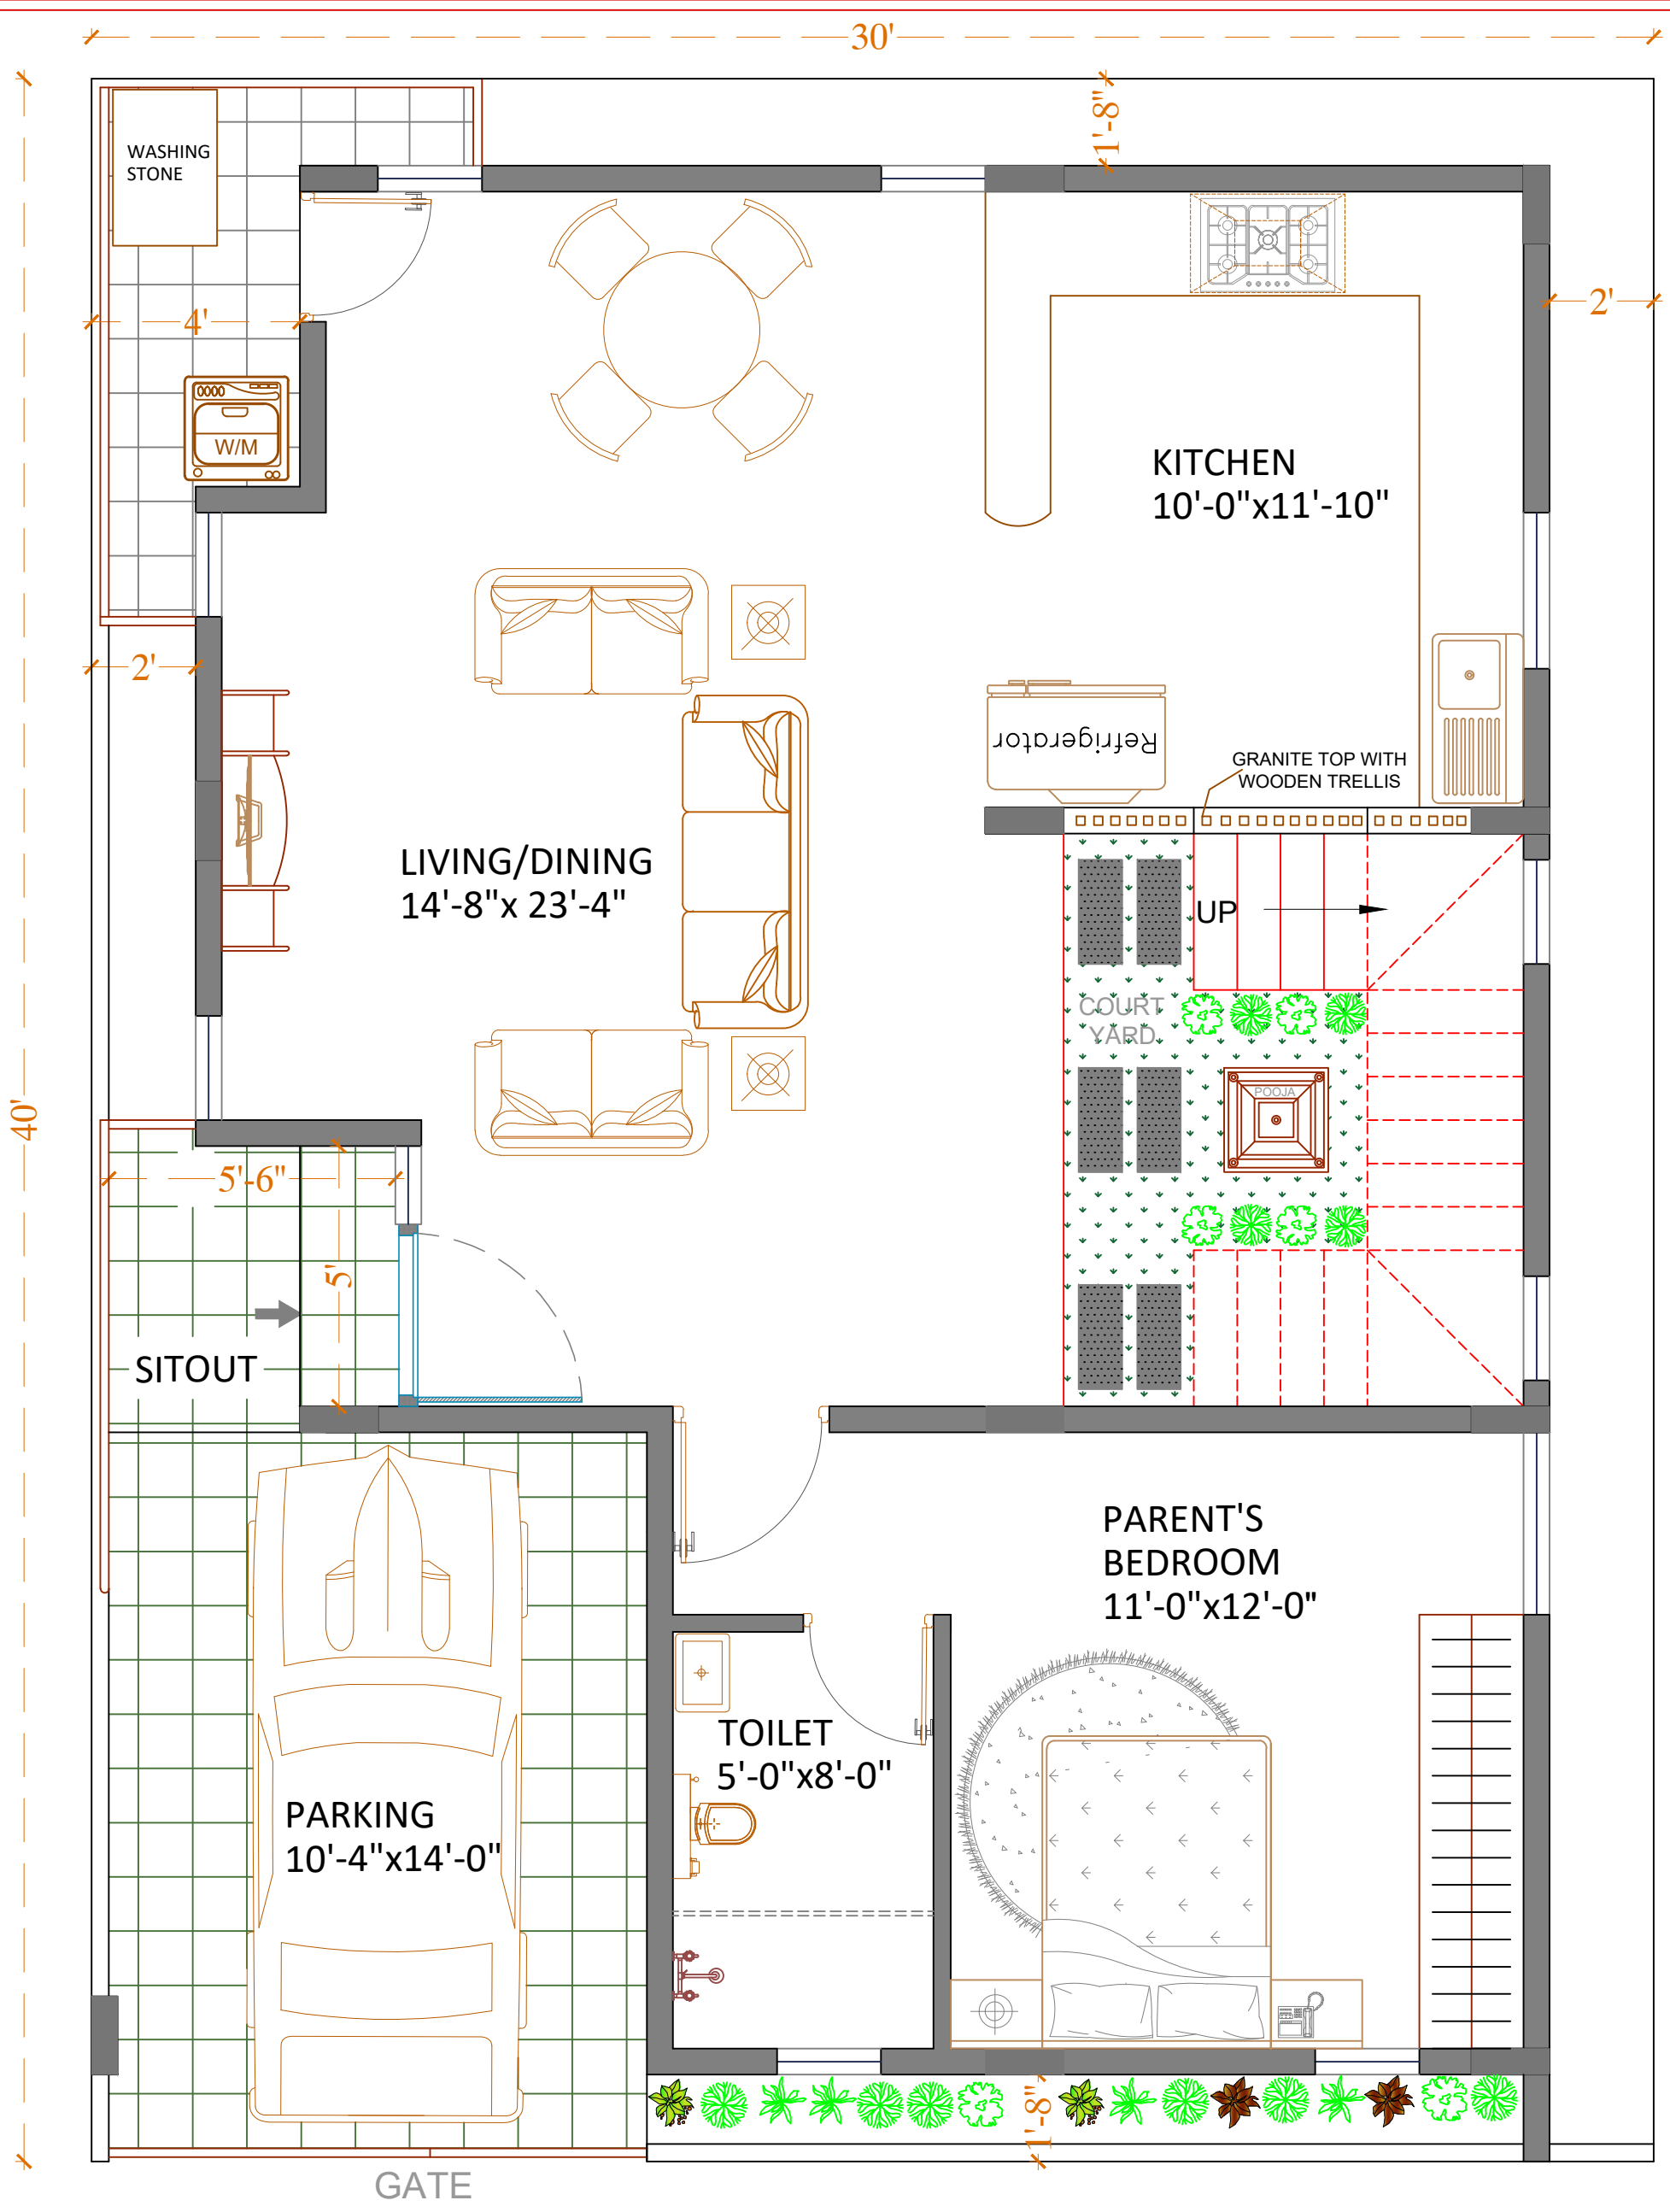 30'
1'-8"
WASHING
STONE
4'
2'
W/M
KITCHEN
10'-0"x11'-10"
2'
Refrigerator
GRANITE TOP WITH
WOODEN TRELLIS
LIVING/DINING
14'-8"x 23'-4"
UP
COURT
YARD
POOJA
40'
5'-6"
5'
SITOUT
PARENT'S
BEDROOM
11'-0"x12'-0"
TOILET
5'-0"x8'-0"
PARKING
10'-4"x14'-0"
1'-8"
GATE